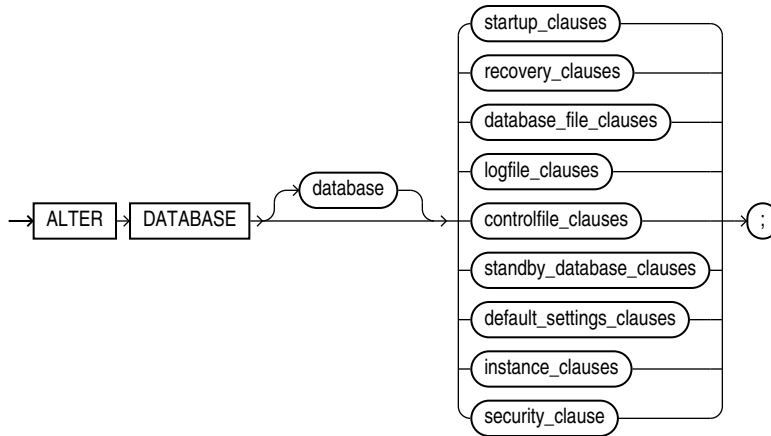 startup_clauses
recovery_clauses
database_file_clauses
logfile_clauses
database
ALTER DATABASE controlfile_clauses ;
standby_database_clauses
default_settings_clauses
instance_clauses
security_clause